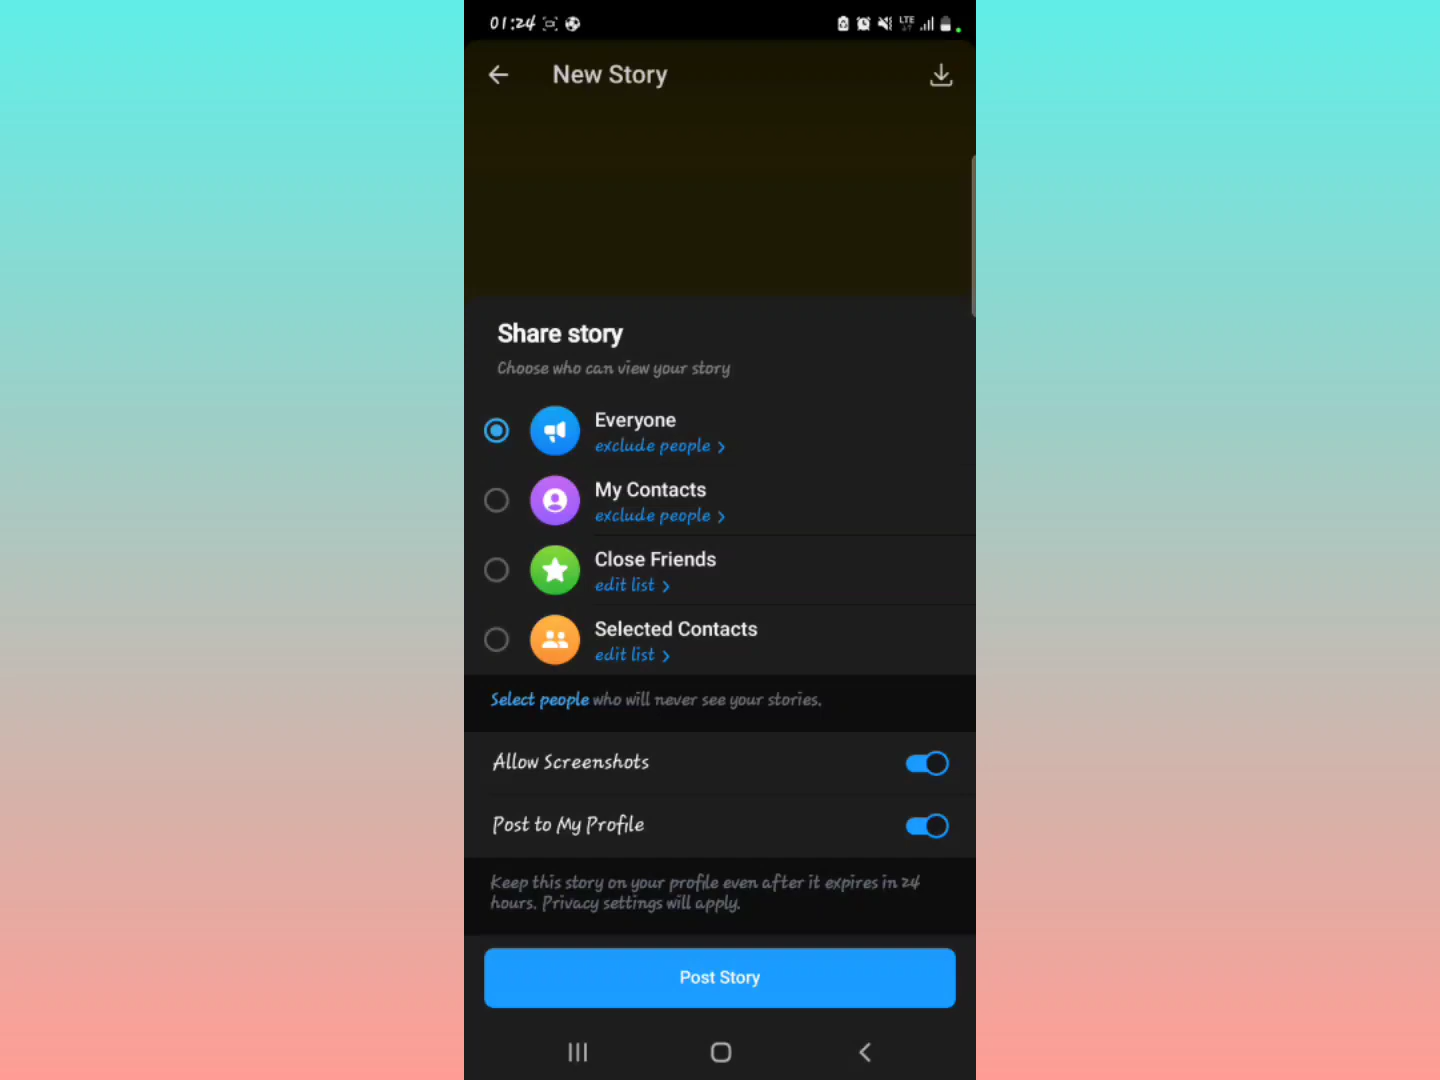 01:24
LTE
New Story
Share story
Choose who can view your story
Everyone
exclude people >
My Contacts
exclude people >
Close Friends
edit list >
Selected Contacts
edit list >
Select people who will never see your stories.
Allow Screenshots
Post to My Profile
Keep this story on your profile even after it expires in 24
hours. Privacy settings will apply.
Post Story